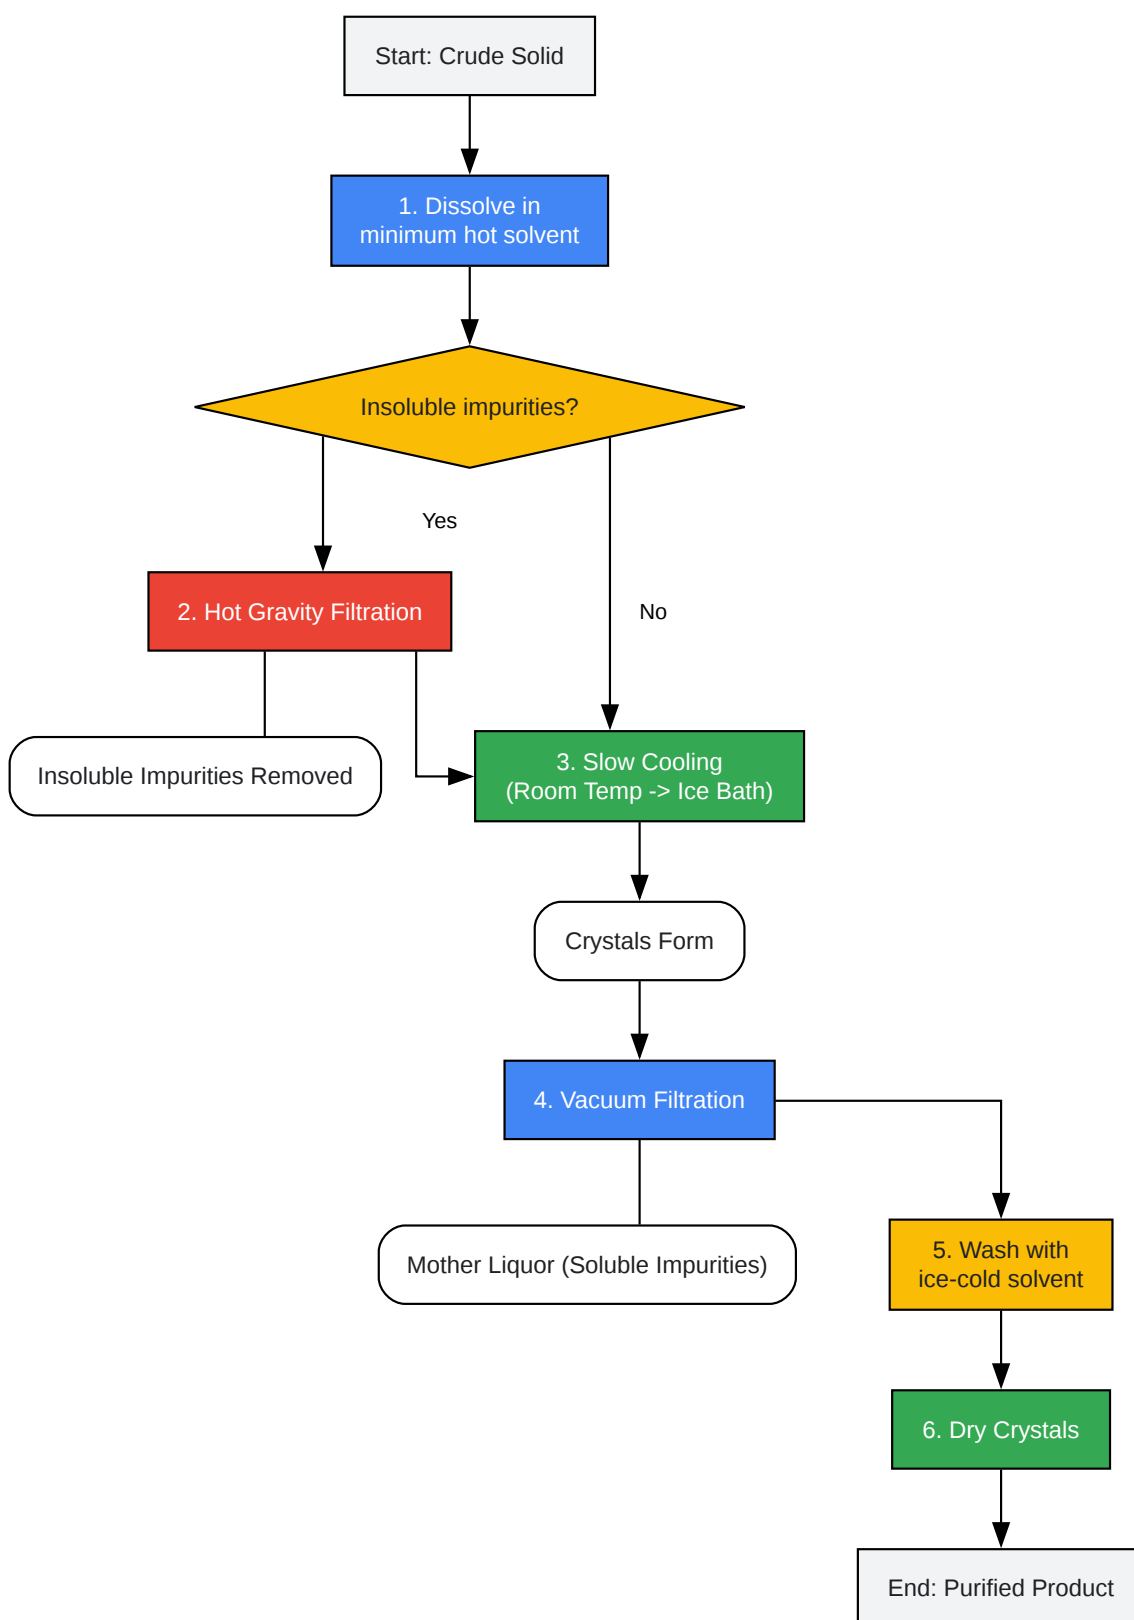 Start: Crude Solid
1. Dissolve in
minimum hot solvent
Insoluble impurities?
Yes
2. Hot Gravity Filtration
No
Insoluble Impurities Removed
3. Slow Cooling
(Room Temp -> Ice Bath)
Crystals Form
4. Vacuum Filtration
Mother Liquor (Soluble Impurities)
5. Wash with
ice-cold solvent
6. Dry Crystals
End: Purified Product